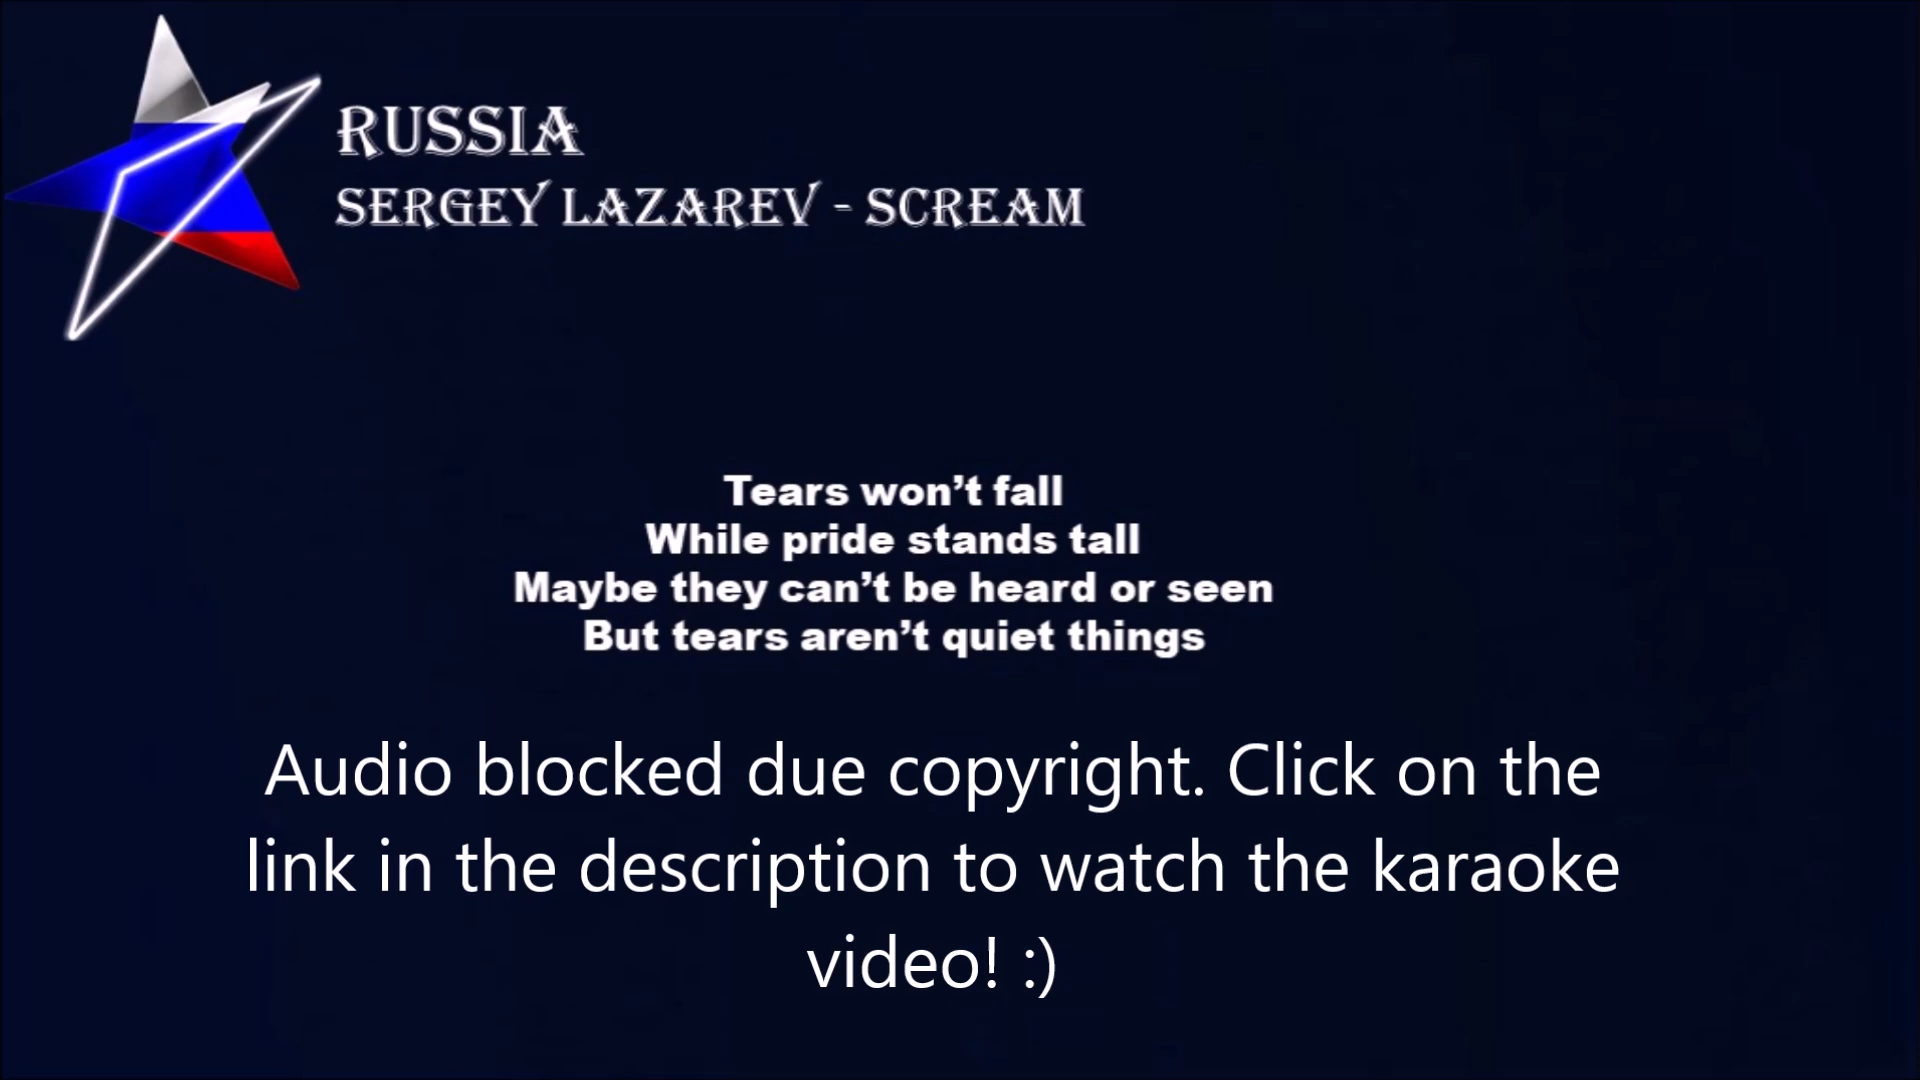 RUSSIA
SERGEY LAZAREV - SCREAM
Tears won’t fall
While pride stands tall
Maybe they can’t be heard or seen
But tears aren’t quiet things
Audio blocked due copyright. Click on the
link in the description to watch the karaoke
video! :)